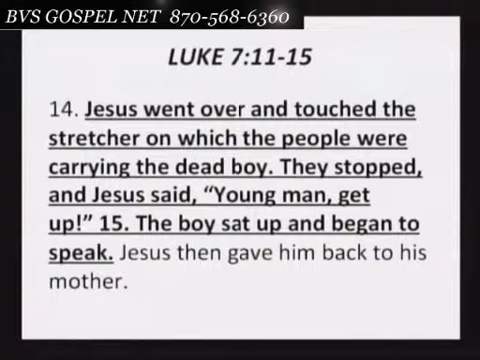 BVS GOSPEL NET 870-568-6360
LUKE 7:11-15
14. Jesus went over and touched the
stretcher on which the people were
carrying the dead boy. They stopped,
and Jesus said, “Young man, get
up!” 15. The boy sat up and began to
speak. Jesus then gave him back to his
mother.